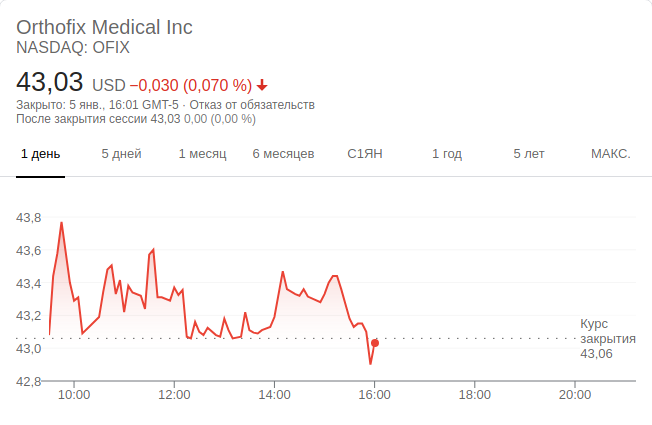 Orthofix Medical Inc
NASDAQ: OFIX
43,03 USD −0,030 (0,070 %)
Закрыто: 5 янв., 16:01 GMT-5 · Отказ от обязательств
После закрытия сессии 43,03 0,00 (0,00 %)
1 день 5 дней 1 месяц 6 месяцев С1ЯН 1 год 5 лет МАКС.
43,8
43,6
43,4
43,2
43,0
42,8
Курс
закрытия
43,06
10:00 12:00 14:00 16:00 18:00 20:00